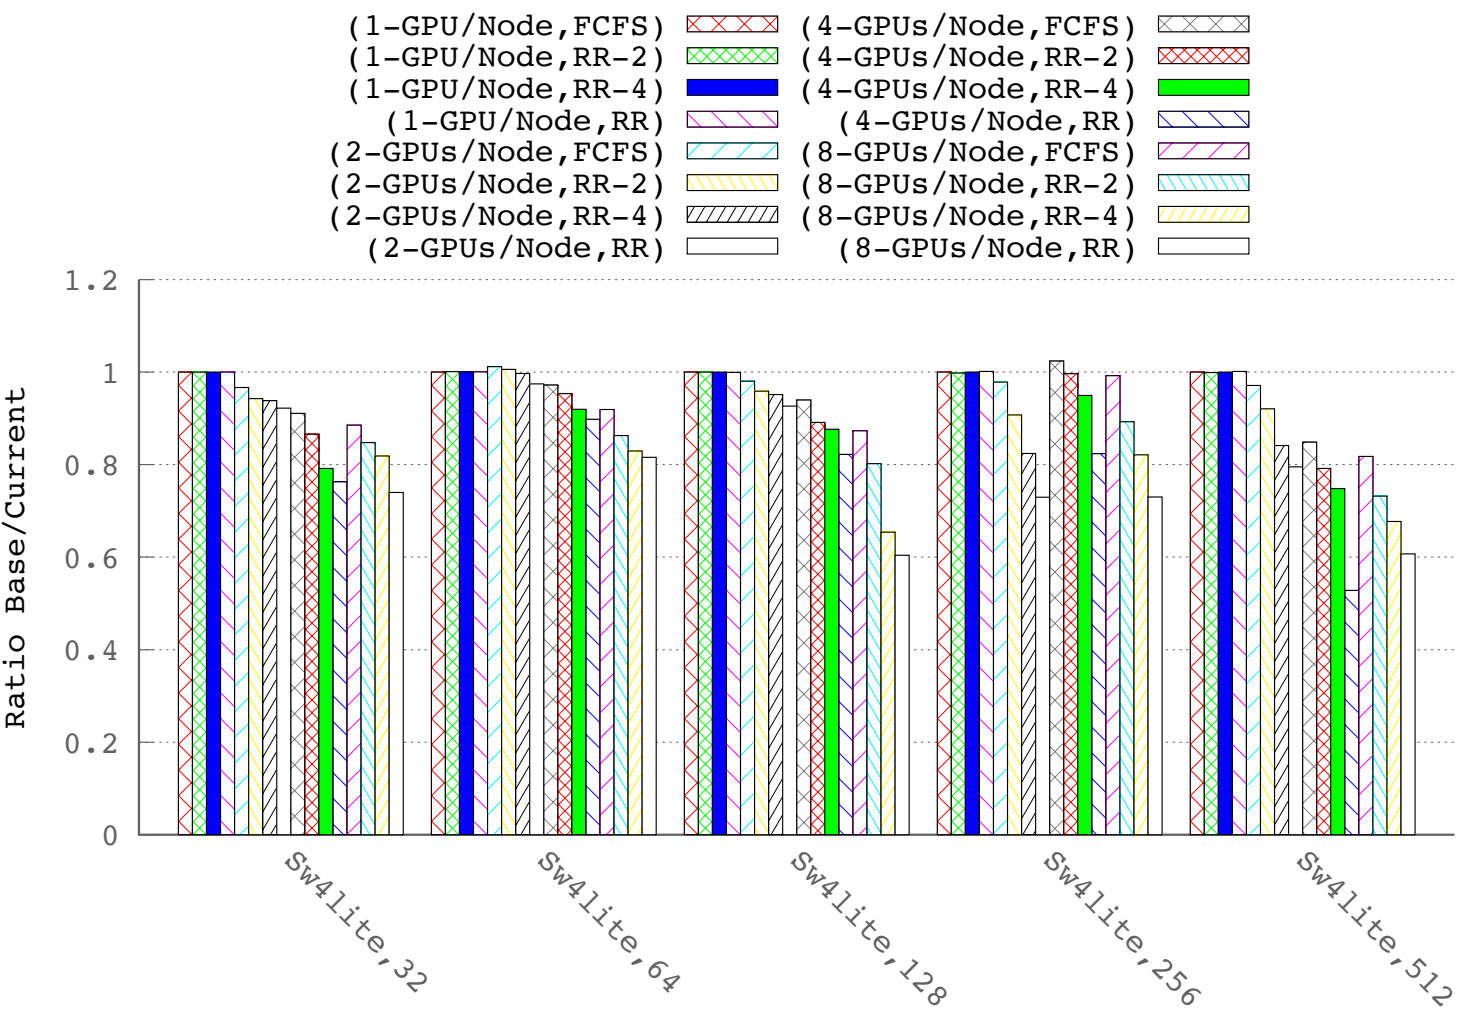 (1-GPU/Node,FCFS) (4-GPUs/Node,FCFS)
(1-GPU/Node,RR-2) (4-GPUs/Node,RR-2)
(1-GPU/Node,RR-4) (4-GPUs/Node,RR-4)
(1-GPU/Node,RR) (4-GPUs/Node,RR)
(2-GPUs/Node,FCFS) (8-GPUs/Node,FCFS)
(2-GPUs/Node,RR-2) (8-GPUs/Node,RR-2)
(2-GPUs/Node,RR-4) (8-GPUs/Node,RR-4)
(2-GPUs/Node,RR) (8-GPUs/Node,RR)
Ratio Base/Current
1.2
1
0.8
0.6
0.4
0.2
0
Sw4lite,32
Sw4lite,64
Sw4lite,128
Sw4lite,256
Sw4lite,512